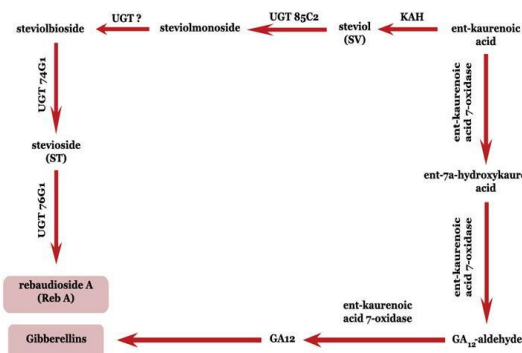 steviolbioside
UGT ?
steviolmonoside
UGT 85C2
steviol
(SV)
KAH
ent-kaurenoic
acid
UGT 74G1
ent-kaurenoic
acid 7-oxidase
stevioside
(ST)
ent-7a-hydroxykaure
acid
UGT 76G1
ent-kaurenoic
acid 7-oxidase
rebaudioside A
(Reb A)
ent-kaurenoic
acid 7-oxidase
Gibberellins
GA12
GA12-aldehyde